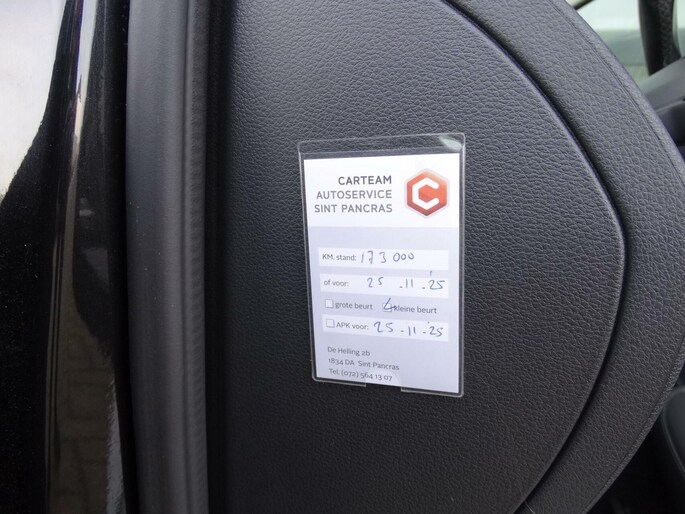 CARTEAM
AUTOSERVICE
SINT PANCRAS
KM. stand: 173 000
of voor: 25 - 11 - 25
grote beurt kleine beurt
APK voor: 25 - 11 - 25
De Helling 2b
1834 DA Sint Pancras
Tel. (072) 564 13 07